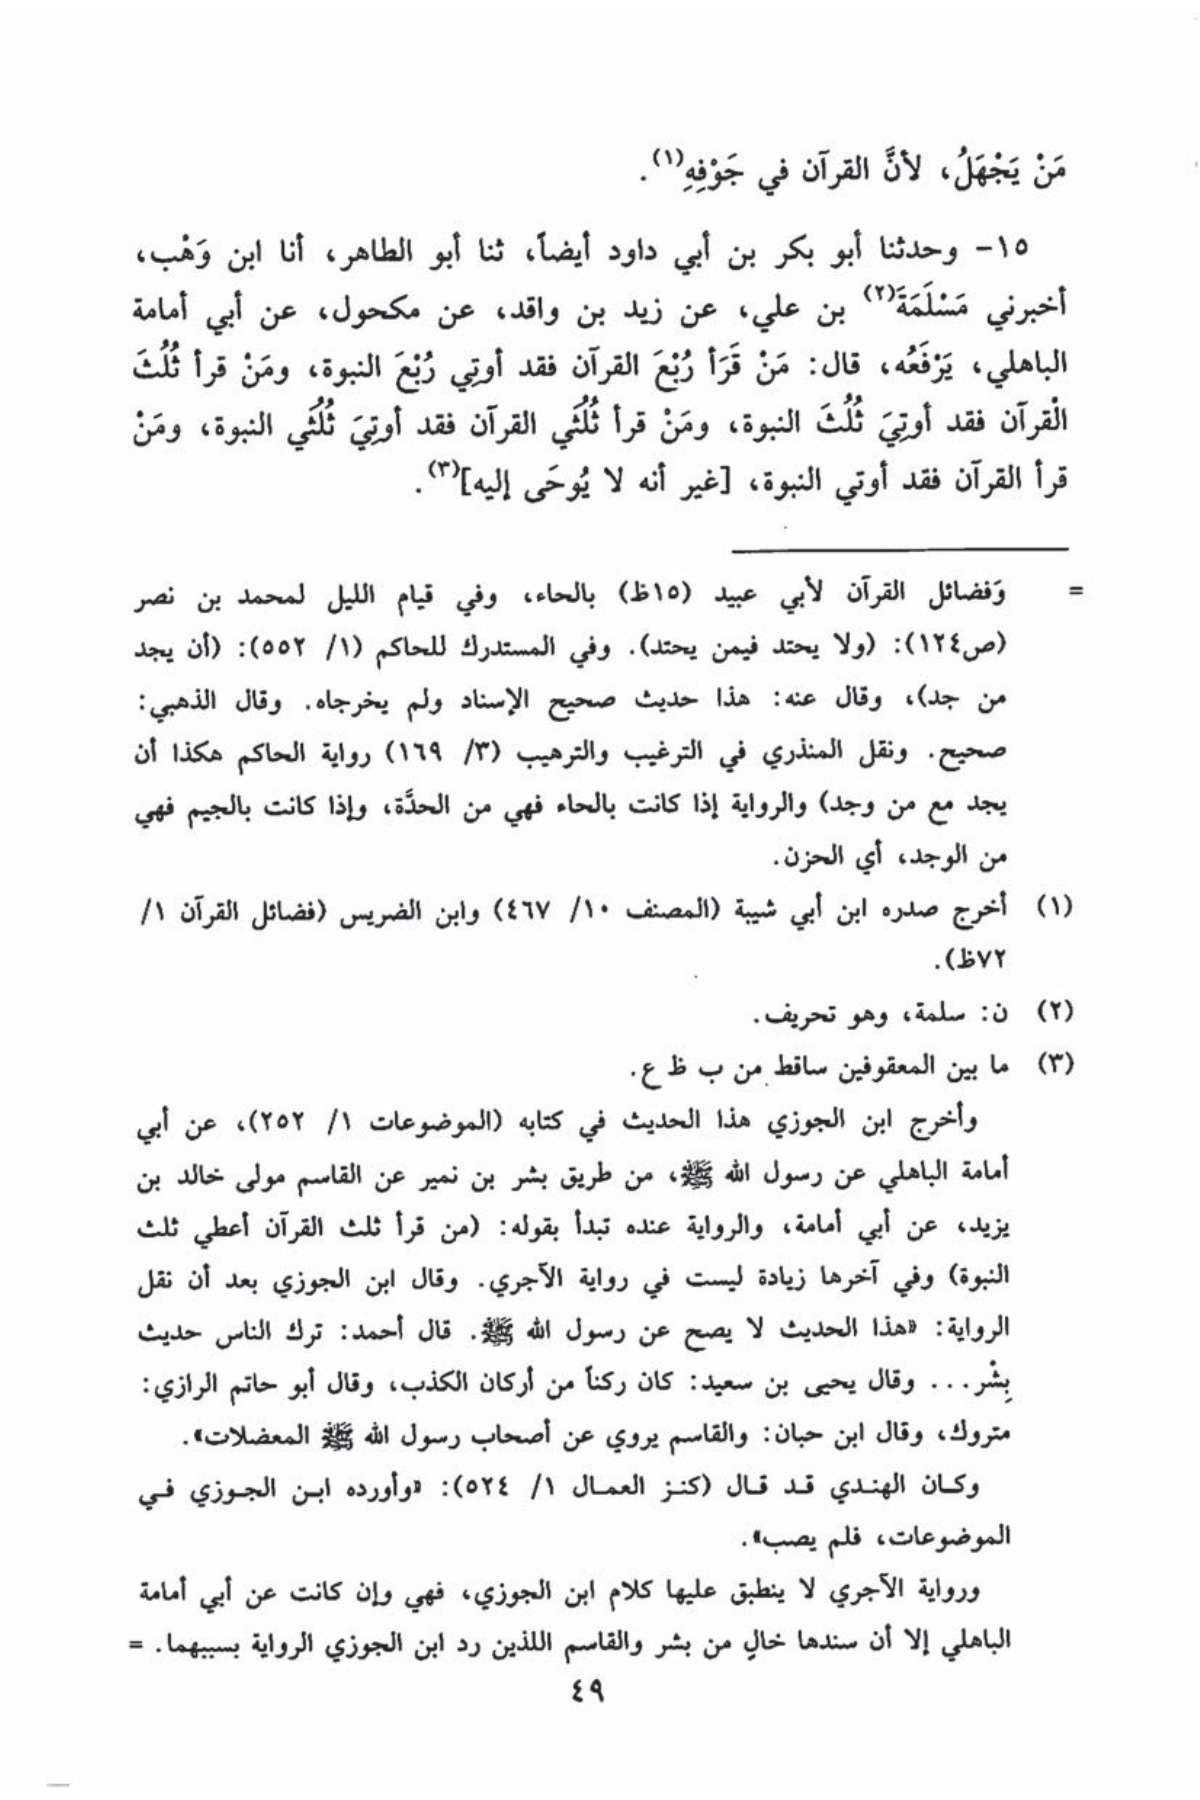 مَنْ يَجْهَلُ، لأنَّ القرآن في جَوْفِهِ(١).
١٥- وحدثنا أبو بكر بن أبي داود أيضاً، ثنا أبو الطاهر، أنا ابن وَهْب،
أخبرني مَسْلَمَةَ(٢) بن علي، عن زيد بن واقد، عن مكحول، عن أبي أمامة
الباهلي، يَرْفَعُه، قال: مَنْ قَرَأ رُبْعَ القرآن فقد أوتِي رُبْعَ النبوة، ومَنْ قرأ ثُلُثَ
الْقرآن فقد أوتِيَ ثُلُثَ النبوة، ومَنْ قرأ ثُلُثَي القرآن فقد أوتِيَ ثُلُثَي النبوة، ومَنْ
قرأ القرآن فقد أوتي النبوة، [غير أنه لا يُوحَى إليه](٣).
= وَفضائل القرآن لأبي عبيد (١٥ظ) بالحاء، وفي قيام الليل لمحمد بن نصر
(ص١٢٤): (ولا يحتد فيمن يحتد). وفي المستدرك للحاكم (١/ ٥٥٢): (أن يجد
من جد)، وقال عنه: هذا حديث صحيح الإسناد ولم يخرجاه. وقال الذهبي:
صحيح. ونقل المنذري في الترغيب والترهيب (٣/ ١٦٩) رواية الحاكم هكذا أن
يجد مع من وجد) والرواية إذا كانت بالحاء فهي من الحدَّة، وإذا كانت بالجيم فهي
من الوجد، أي الحزن.
(١) أخرج صدره ابن أبي شيبة (المصنف ١٠/ ٤٦٧) وابن الضريس (فضائل القرآن ١/
٧٢ظ).
(٢) ن: سلمة، وهو تحريف.
(٣) ما بين المعقوفين ساقط من ب ظ ع.
وأخرج ابن الجوزي هذا الحديث في كتابه (الموضوعات ١/ ٢٥٢)، عن أبي
أمامة الباهلي عن رسول الله ﷺ، من طريق بشر بن نمير عن القاسم مولى خالد بن
يزيد، عن أبي أمامة، والرواية عنده تبدأ بقوله: (من قرأ ثلث القرآن أعطي ثلث
النبوة) وفي آخرها زيادة ليست في رواية الآجري. وقال ابن الجوزي بعد أن نقل
الرواية: «هذا الحديث لا يصح عن رسول الله ﷺ. قال أحمد: ترك الناس حديث
بِشْر... وقال يحيى بن سعيد: كان ركناً من أركان الكذب، وقال أبو حاتم الرازي:
متروك، وقال ابن حبان: والقاسم يروي عن أصحاب رسول الله ﷺ المعضلات».
وكان الهندي قد قال (كنز العمال ١/ ٥٢٤): «وأورده ابن الجوزي في
الموضوعات، فلم يصب».
ورواية الآجري لا ينطبق عليها كلام ابن الجوزي، فهي وإن كانت عن أبي أمامة
الباهلي إلا أن سندها خالٍ من بشر والقاسم اللذين رد ابن الجوزي الرواية بسببهما. =
٤٩